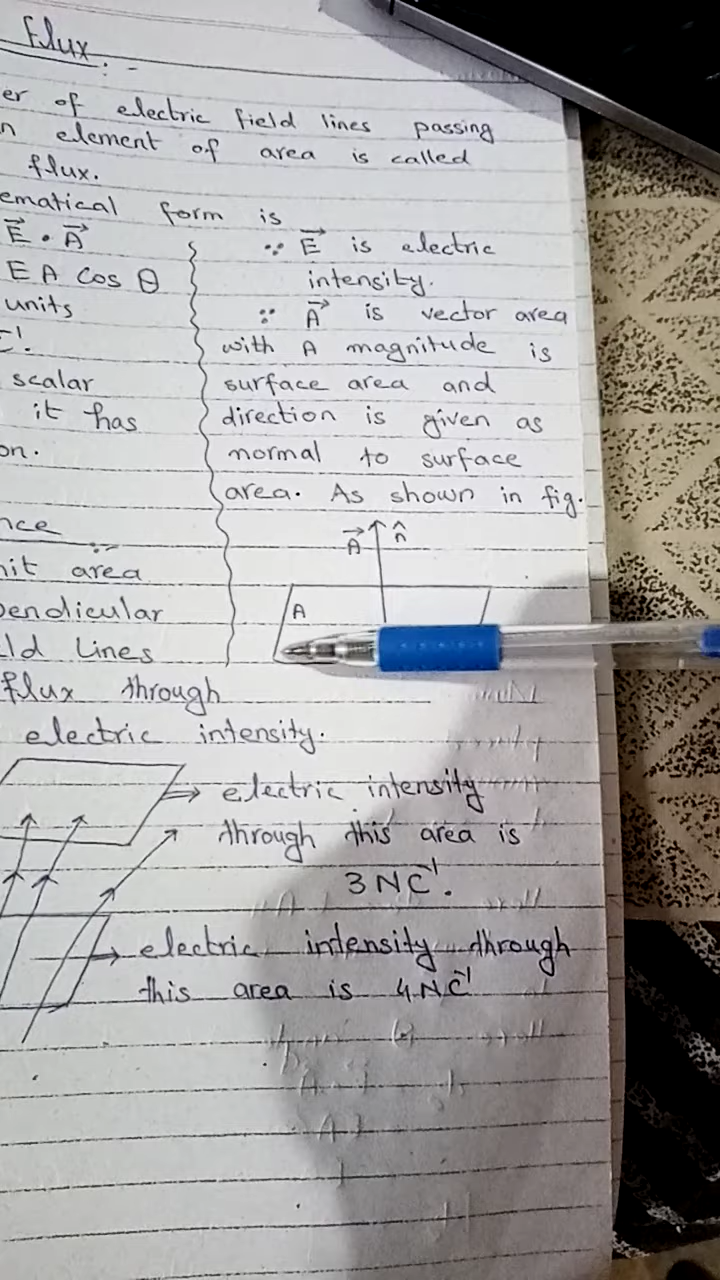 Flux :-
er of electric field lines passing
n element of area is called
flux.
ematical form is
E⃗ . A⃗
E A cos θ
units
C⁻¹.
scalar
it has
on.
∵ E⃗ is electric
intensity.
∵ A⃗ is vector area
with A magnitude is
surface area and
direction is given as
normal to surface
area. As shown in fig.
A⃗ n̂
A
nce :-
nit area
pendicular
ld Lines
flux through
electric intensity.
⇒ electric intensity
through this area is
3 NC⁻¹.
→ electric intensity through
this area is 4NC⁻¹